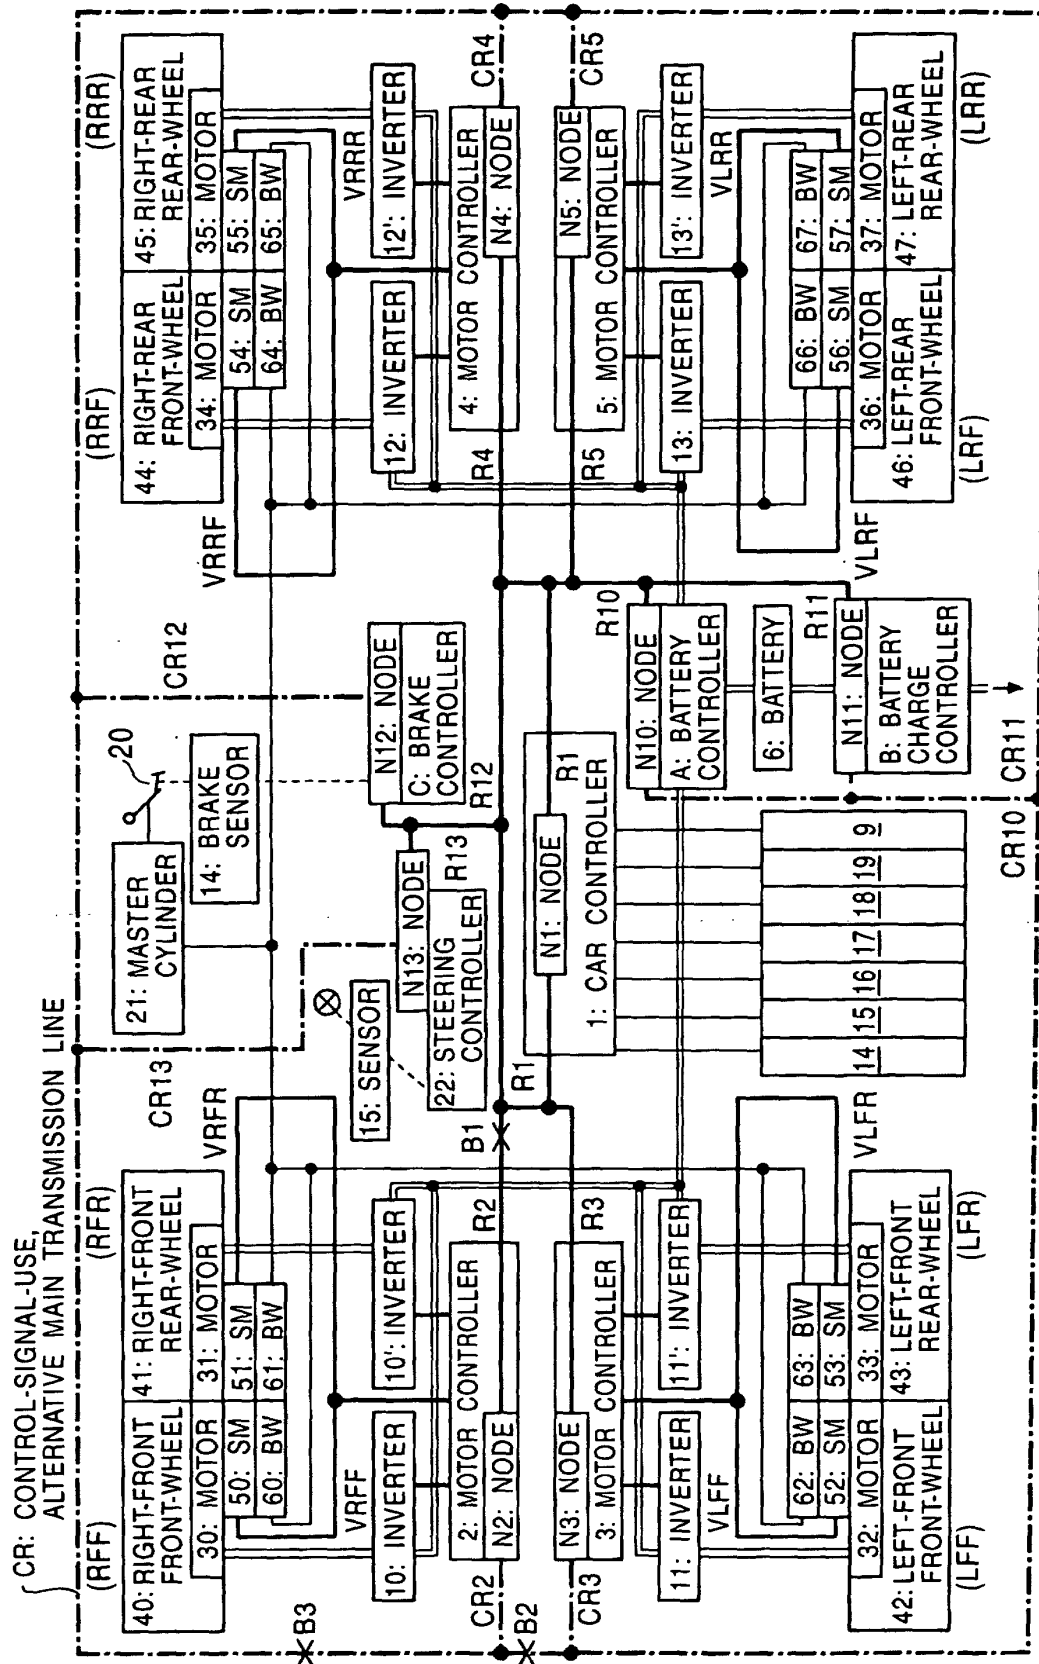 CR: CONTROL-SIGNAL-USE,
ALTERNATIVE MAIN TRANSMISSION LINE
(RFF)
(RFR)
(RRF)
(RRR)
40: RIGHT-FRONT
FRONT-WHEEL
41: RIGHT-FRONT
REAR-WHEEL
30: MOTOR
31: MOTOR
50: SM
51: SM
60: BW
61: BW
VRFF
VRFR
CR13
21: MASTER
CYLINDER
20
14: BRAKE
SENSOR
CR12
44: RIGHT-REAR
FRONT-WHEEL
45: RIGHT-REAR
REAR-WHEEL
34: MOTOR
35: MOTOR
54: SM
55: SM
64: BW
65: BW
VRRF
VRRR
B3
10: INVERTER
10': INVERTER
15: SENSOR
N13: NODE
22: STEERING
CONTROLLER
R13
N12: NODE
C: BRAKE
CONTROLLER
R12
12: INVERTER
12': INVERTER
2: MOTOR CONTROLLER
N2: NODE
CR2
R2
B1
4: MOTOR CONTROLLER
N4: NODE
R4
CR4
B2
R1
1: CAR CONTROLLER
N1: NODE
R1
CR3
N3: NODE
3: MOTOR CONTROLLER
R3
N5: NODE
5: MOTOR CONTROLLER
R5
CR5
11: INVERTER
11': INVERTER
13: INVERTER
13': INVERTER
R10
N10: NODE
A: BATTERY
CONTROLLER
6: BATTERY
R11
N11: NODE
B: BATTERY
CHARGE
CONTROLLER
14
15
16
17
18
19
9
VLFF
VLFR
VLRF
VLRR
62: BW
63: BW
52: SM
53: SM
32: MOTOR
33: MOTOR
42: LEFT-FRONT
FRONT-WHEEL
43: LEFT-FRONT
REAR-WHEEL
66: BW
67: BW
56: SM
57: SM
36: MOTOR
37: MOTOR
46: LEFT-REAR
FRONT-WHEEL
47: LEFT-REAR
REAR-WHEEL
(LFF)
(LFR)
(LRF)
(LRR)
CR10
CR11